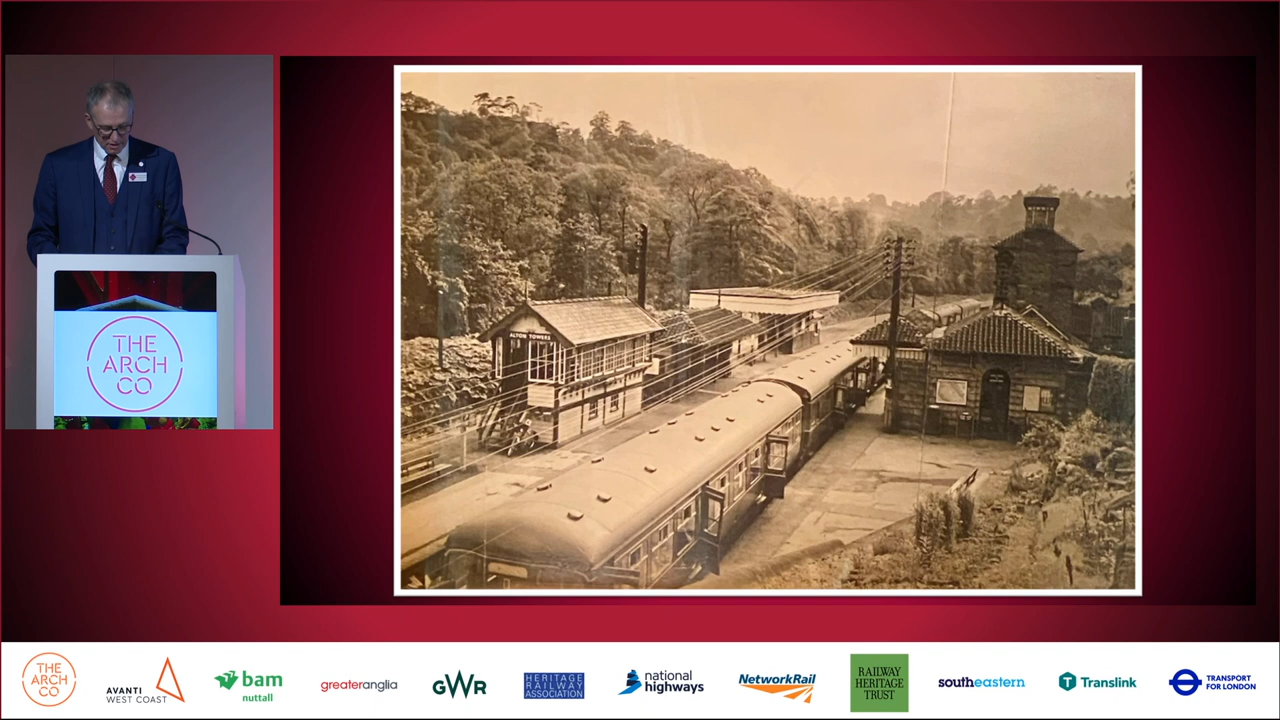 ALTON TOWERS
THE
ARCH
CO
THE
ARCH
CO
AVANTI
WEST COAST
bam
nuttall
greateranglia
GWR
HERITAGE
RAILWAY
ASSOCIATION
national
highways
NetworkRail
RAILWAY
HERITAGE
TRUST
southeastern
Translink
TRANSPORT
FOR LONDON